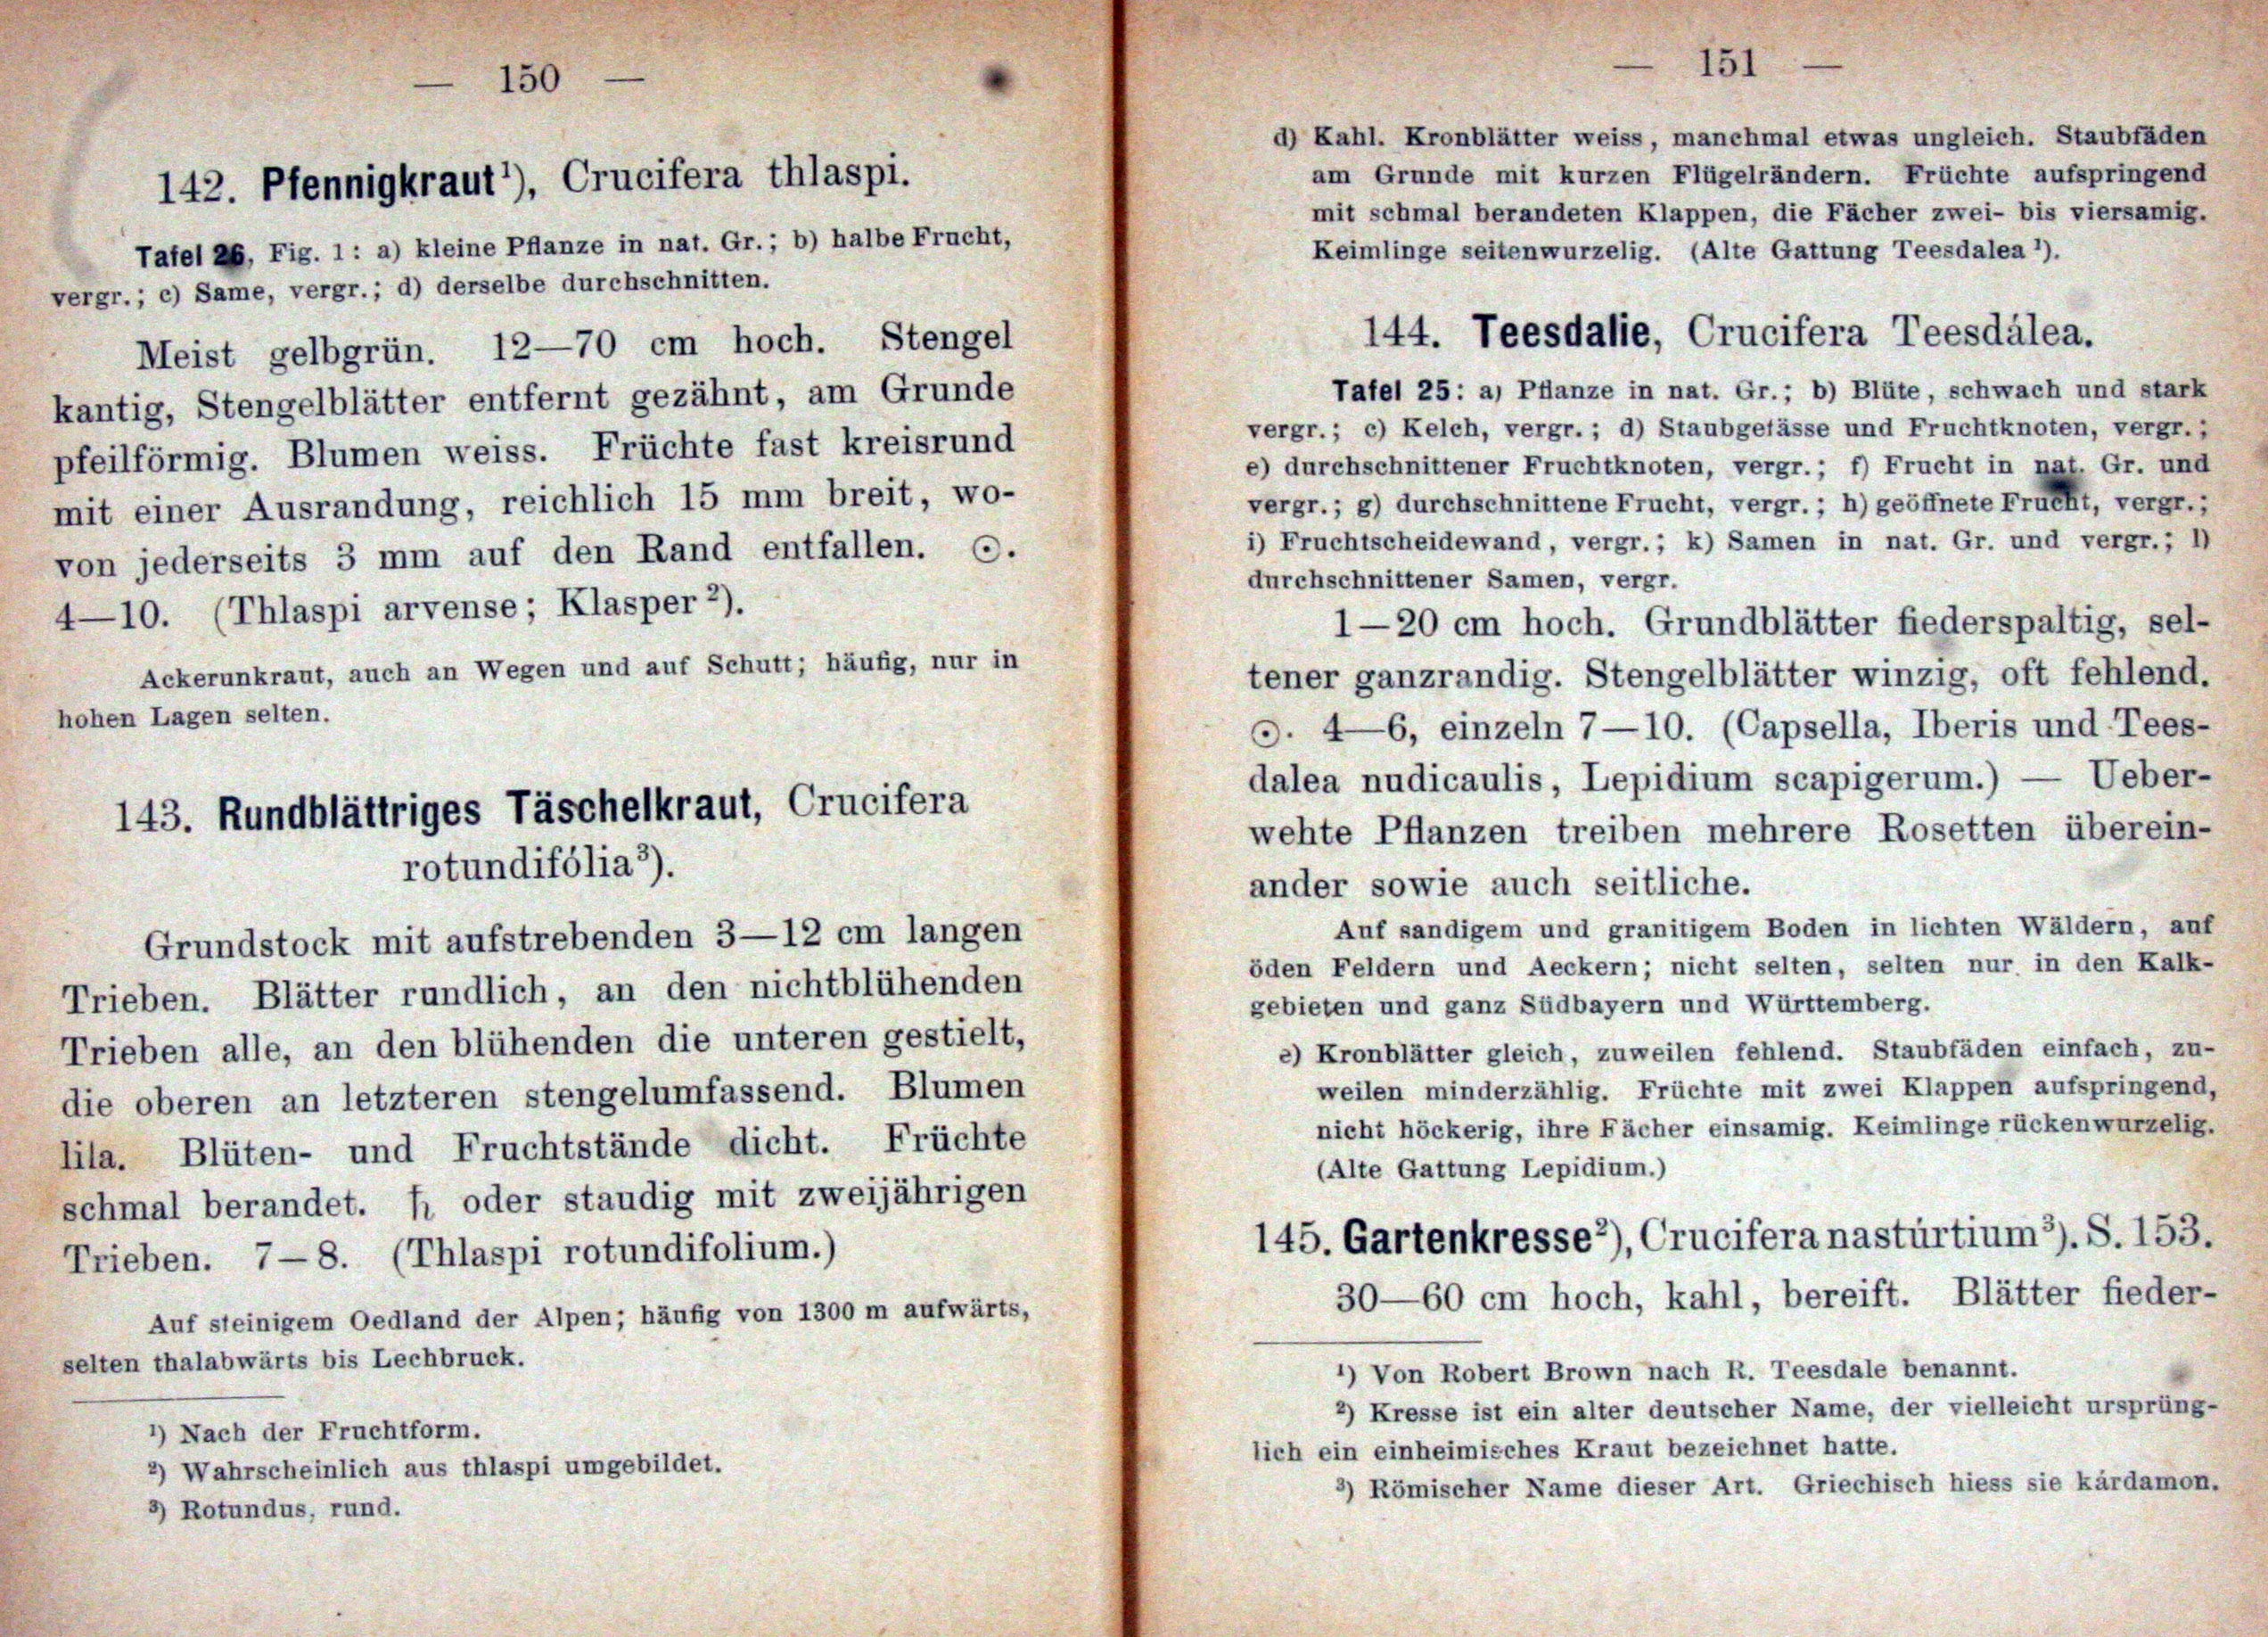 — 150 —
142. Pfennigkraut¹), Crucifera thlaspi.
Tafel 26, Fig. 1: a) kleine Pflanze in nat. Gr.; b) halbe Frucht,
vergr.; c) Same, vergr.; d) derselbe durchschnitten.
Meist gelbgrün. 12—70 cm hoch. Stengel
kantig, Stengelblätter entfernt gezähnt, am Grunde
pfeilförmig. Blumen weiss. Früchte fast kreisrund
mit einer Ausrandung, reichlich 15 mm breit, wo-
von jederseits 3 mm auf den Rand entfallen. ⊙.
4—10. (Thlaspi arvense; Klasper²).
Ackerunkraut, auch an Wegen und auf Schutt; häufig, nur in
hohen Lagen selten.
143. Rundblättriges Täschelkraut, Crucifera
rotundifólia³).
Grundstock mit aufstrebenden 3—12 cm langen
Trieben. Blätter rundlich, an den nichtblühenden
Trieben alle, an den blühenden die unteren gestielt,
die oberen an letzteren stengelumfassend. Blumen
lila. Blüten- und Fruchtstände dicht. Früchte
schmal berandet. ♄ oder staudig mit zweijährigen
Trieben. 7—8. (Thlaspi rotundifolium.)
Auf steinigem Oedland der Alpen; häufig von 1300 m aufwärts,
selten thalabwärts bis Lechbruck.
¹) Nach der Fruchtform.
²) Wahrscheinlich aus thlaspi umgebildet.
³) Rotundus, rund.
— 151 —
d) Kahl. Kronblätter weiss, manchmal etwas ungleich. Staubfäden
am Grunde mit kurzen Flügelrändern. Früchte aufspringend
mit schmal berandeten Klappen, die Fächer zwei- bis viersamig.
Keimlinge seitenwurzelig. (Alte Gattung Teesdalea¹).
144. Teesdalie, Crucifera Teesdálea.
Tafel 25: a) Pflanze in nat. Gr.; b) Blüte, schwach und stark
vergr.; c) Kelch, vergr.; d) Staubgefässe und Fruchtknoten, vergr.;
e) durchschnittener Fruchtknoten, vergr.; f) Frucht in nat. Gr. und
vergr.; g) durchschnittene Frucht, vergr.; h) geöffnete Frucht, vergr.;
i) Fruchtscheidewand, vergr.; k) Samen in nat. Gr. und vergr.; l)
durchschnittener Samen, vergr.
1—20 cm hoch. Grundblätter fiederspaltig, sel-
tener ganzrandig. Stengelblätter winzig, oft fehlend.
⊙. 4—6, einzeln 7—10. (Capsella, Iberis und Tees-
dalea nudicaulis, Lepidium scapigerum.) — Ueber-
wehte Pflanzen treiben mehrere Rosetten überein-
ander sowie auch seitliche.
Auf sandigem und granitigem Boden in lichten Wäldern, auf
öden Feldern und Aeckern; nicht selten, selten nur in den Kalk-
gebieten und ganz Südbayern und Württemberg.
e) Kronblätter gleich, zuweilen fehlend. Staubfäden einfach, zu-
weilen minderzählig. Früchte mit zwei Klappen aufspringend,
nicht höckerig, ihre Fächer einsamig. Keimlinge rückenwurzelig.
(Alte Gattung Lepidium.)
145. Gartenkresse²), Crucifera nastúrtium³). S. 153.
30—60 cm hoch, kahl, bereift. Blätter fieder-
¹) Von Robert Brown nach R. Teesdale benannt.
²) Kresse ist ein alter deutscher Name, der vielleicht ursprüng-
lich ein einheimisches Kraut bezeichnet hatte.
³) Römischer Name dieser Art. Griechisch hiess sie kárdamon.